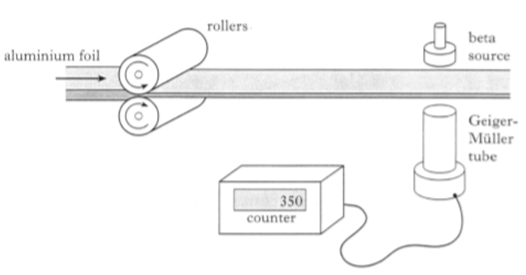 rollers
aluminium foil
beta
source
Geiger-
Müller
tube
350
counter